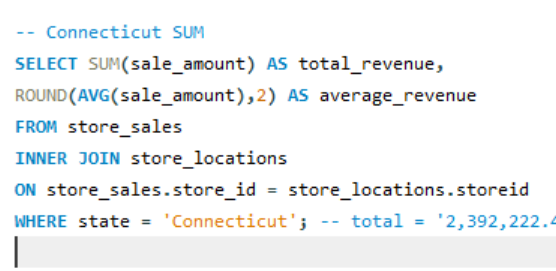 -- Connecticut SUM
SELECT SUM(sale_amount) AS total_revenue,
ROUND(AVG(sale_amount),2) AS average_revenue
FROM store_sales
INNER JOIN store_locations
ON store_sales.store_id = store_locations.storeid
WHERE state = 'Connecticut'; -- total = '2,392,222.4